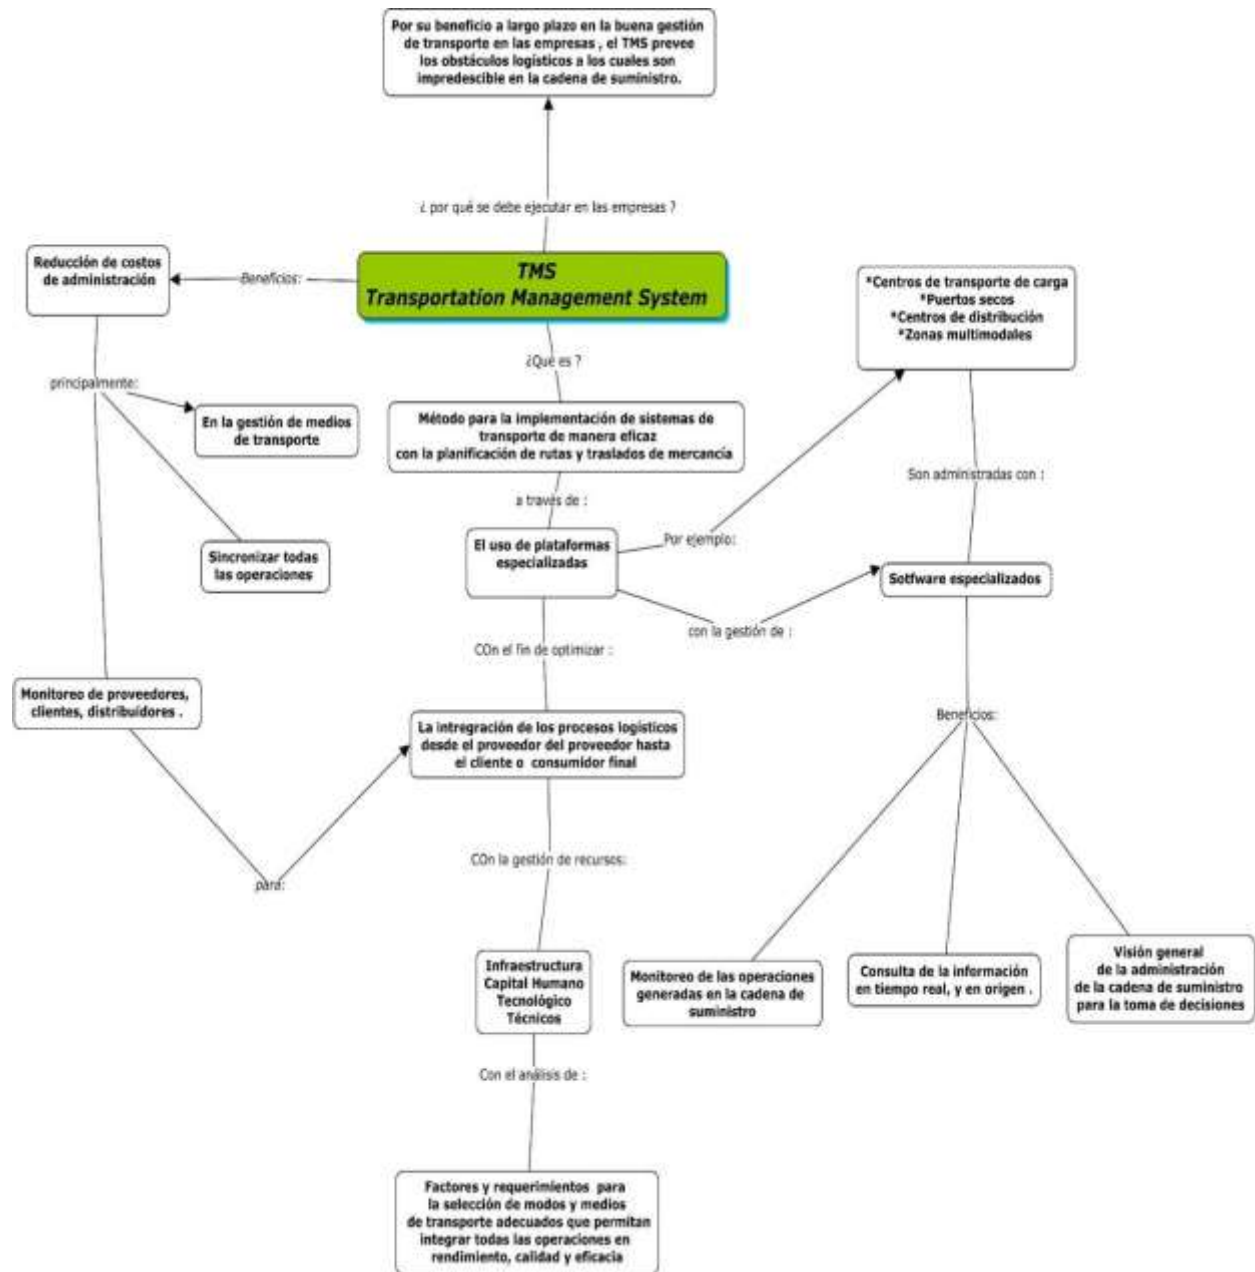 Por su beneficio a largo plazo en la buena gestión
de transporte en las empresas , el TMS prevee
los obstáculos logísticos a los cuales son
impredescible en la cadena de suministro.
¿ por qué se debe ejecutar en las empresas ?
Reducción de costos
de administración
Beneficios:
TMS
Transportation Management System
*Centros de transporte de carga
*Puertos secos
*Centros de distribución
*Zonas multimodales
¿Qué es ?
principalmente:
En la gestión de medios
de transporte
Método para la implementación de sistemas de
transporte de manera eficaz
con la planificación de rutas y traslados de mercancía
Son administradas con :
a través de :
Por ejemplo:
El uso de plataformas
especializadas
Sincronizar todas
las operaciones
Sotfware especializados
con la gestión de :
COn el fin de optimizar :
Monitoreo de proveedores,
clientes, distribuidores .
La intregración de los procesos logísticos
desde el proveedor del proveedor hasta
el cliente o consumidor final
Beneficios:
COn la gestión de recursos:
para:
Infraestructura
Capital Humano
Tecnológico
Técnicos
Monitoreo de las operaciones
generadas en la cadena de
suministro
Consulta de la información
en tiempo real, y en origen .
Visión general
de la administración
de la cadena de suministro
para la toma de decisiones
Con el análisis de :
Factores y requerimientos para
la selección de modos y medios
de transporte adecuados que permitan
integrar todas las operaciones en
rendimiento, calidad y eficacia